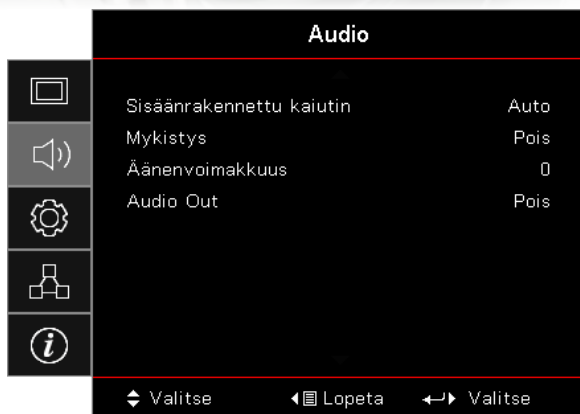 Audio
Sisäänrakennettu kaiutin Auto
Mykistys Pois
Äänenvoimakkuus 0
Audio Out Pois
Valitse Lopeta Valitse